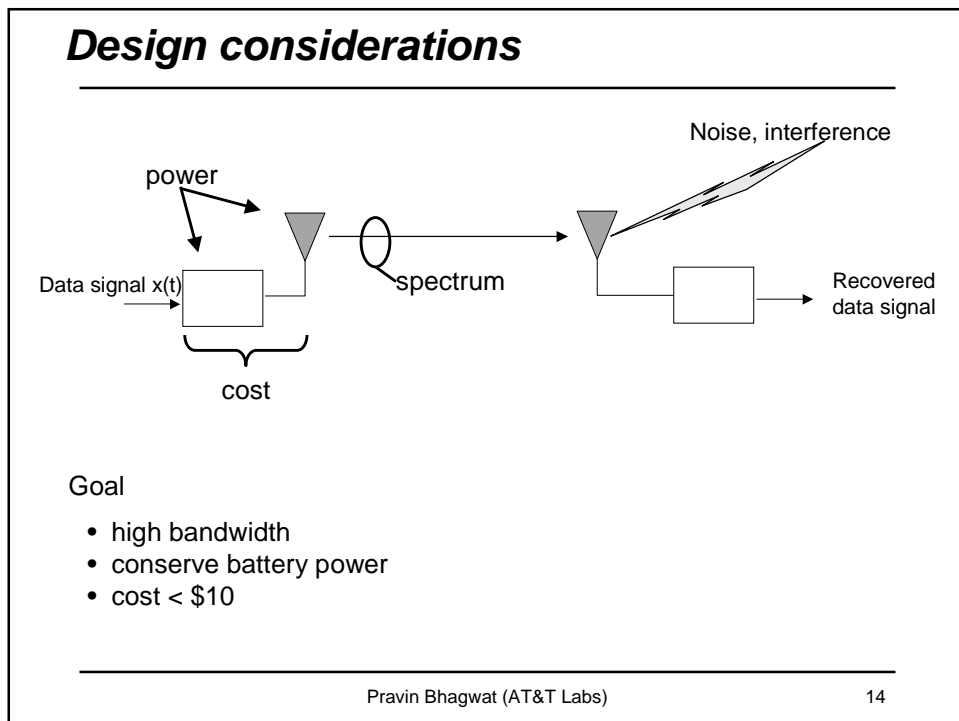 Design considerations
Noise, interference
power
Data signal x(t)
spectrum
Recovered
data signal
cost
Goal
• high bandwidth
• conserve battery power
• cost < $10
Pravin Bhagwat (AT&T Labs)
14